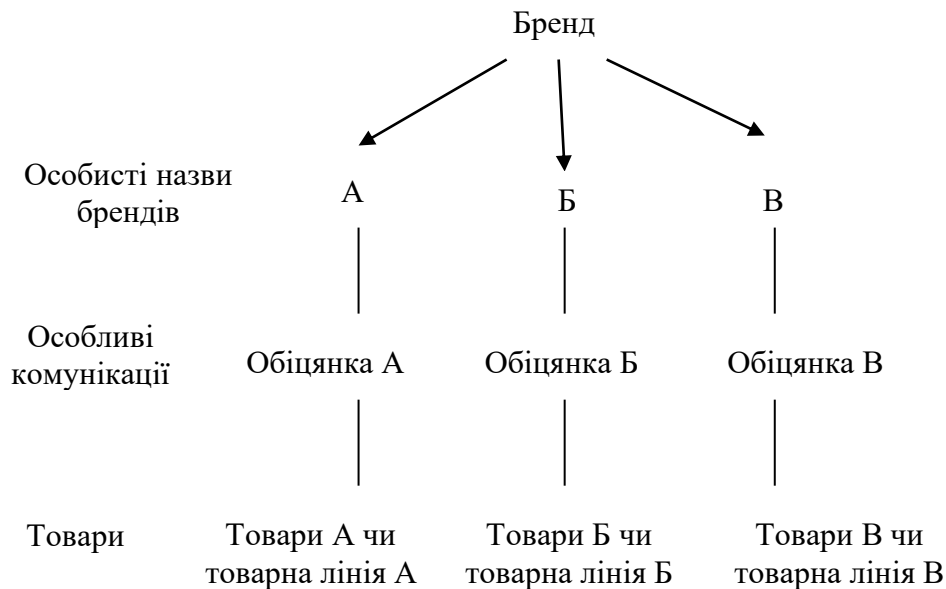 Бренд
Особисті назви
брендів
А
Б
В
Особливі
комунікації
Обіцянка А
Обіцянка Б
Обіцянка В
Товари
Товари А чи
товарна лінія А
Товари Б чи
товарна лінія Б
Товари В чи
товарна лінія В